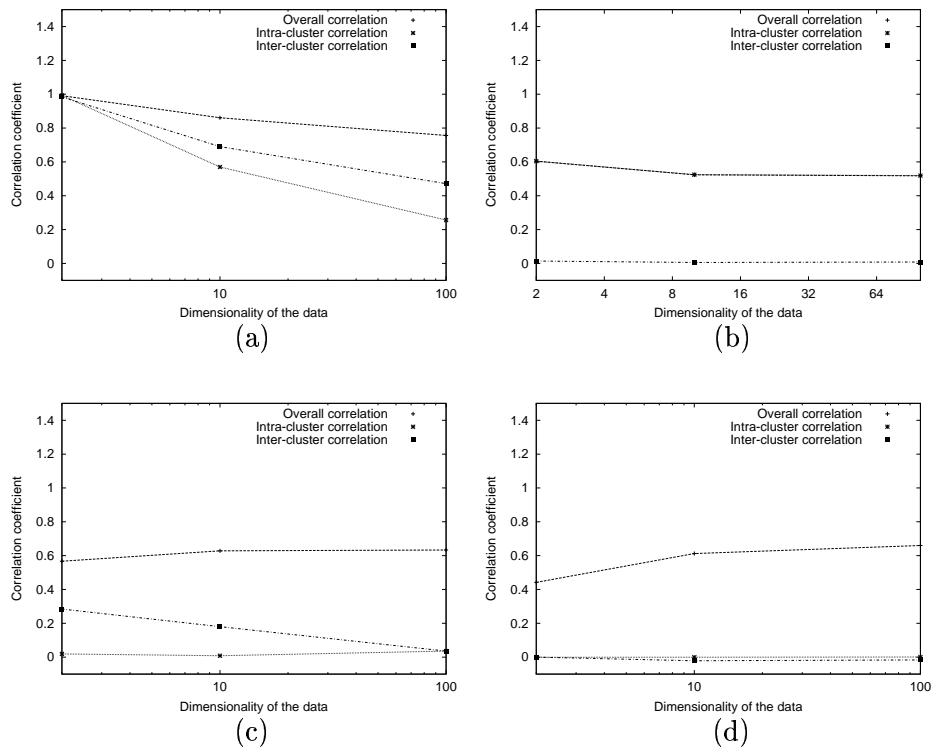 Overall correlation
Intra-cluster correlation
Inter-cluster correlation
1.4
1.2
1
0.8
0.6
0.4
0.2
0
Correlation coefficient
10
100
Dimensionality of the data
(a)
Overall correlation
Intra-cluster correlation
Inter-cluster correlation
1.4
1.2
1
0.8
0.6
0.4
0.2
0
Correlation coefficient
2
4
8
16
32
64
Dimensionality of the data
(b)
Overall correlation
Intra-cluster correlation
Inter-cluster correlation
1.4
1.2
1
0.8
0.6
0.4
0.2
0
Correlation coefficient
10
100
Dimensionality of the data
(c)
Overall correlation
Intra-cluster correlation
Inter-cluster correlation
1.4
1.2
1
0.8
0.6
0.4
0.2
0
Correlation coefficient
10
100
Dimensionality of the data
(d)